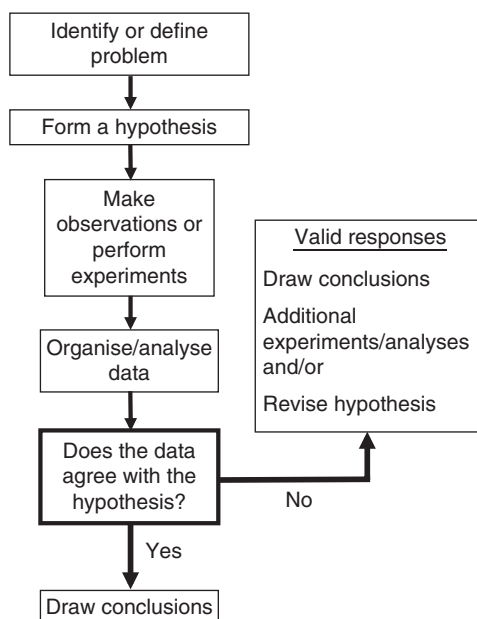 Identify or define
problem
Form a hypothesis
Make
observations or
perform
experiments
Organise/analyse
data
Does the data
agree with the
hypothesis?
No
Yes
Draw conclusions
Valid responses
Draw conclusions
Additional
experiments/analyses
and/or
Revise hypothesis